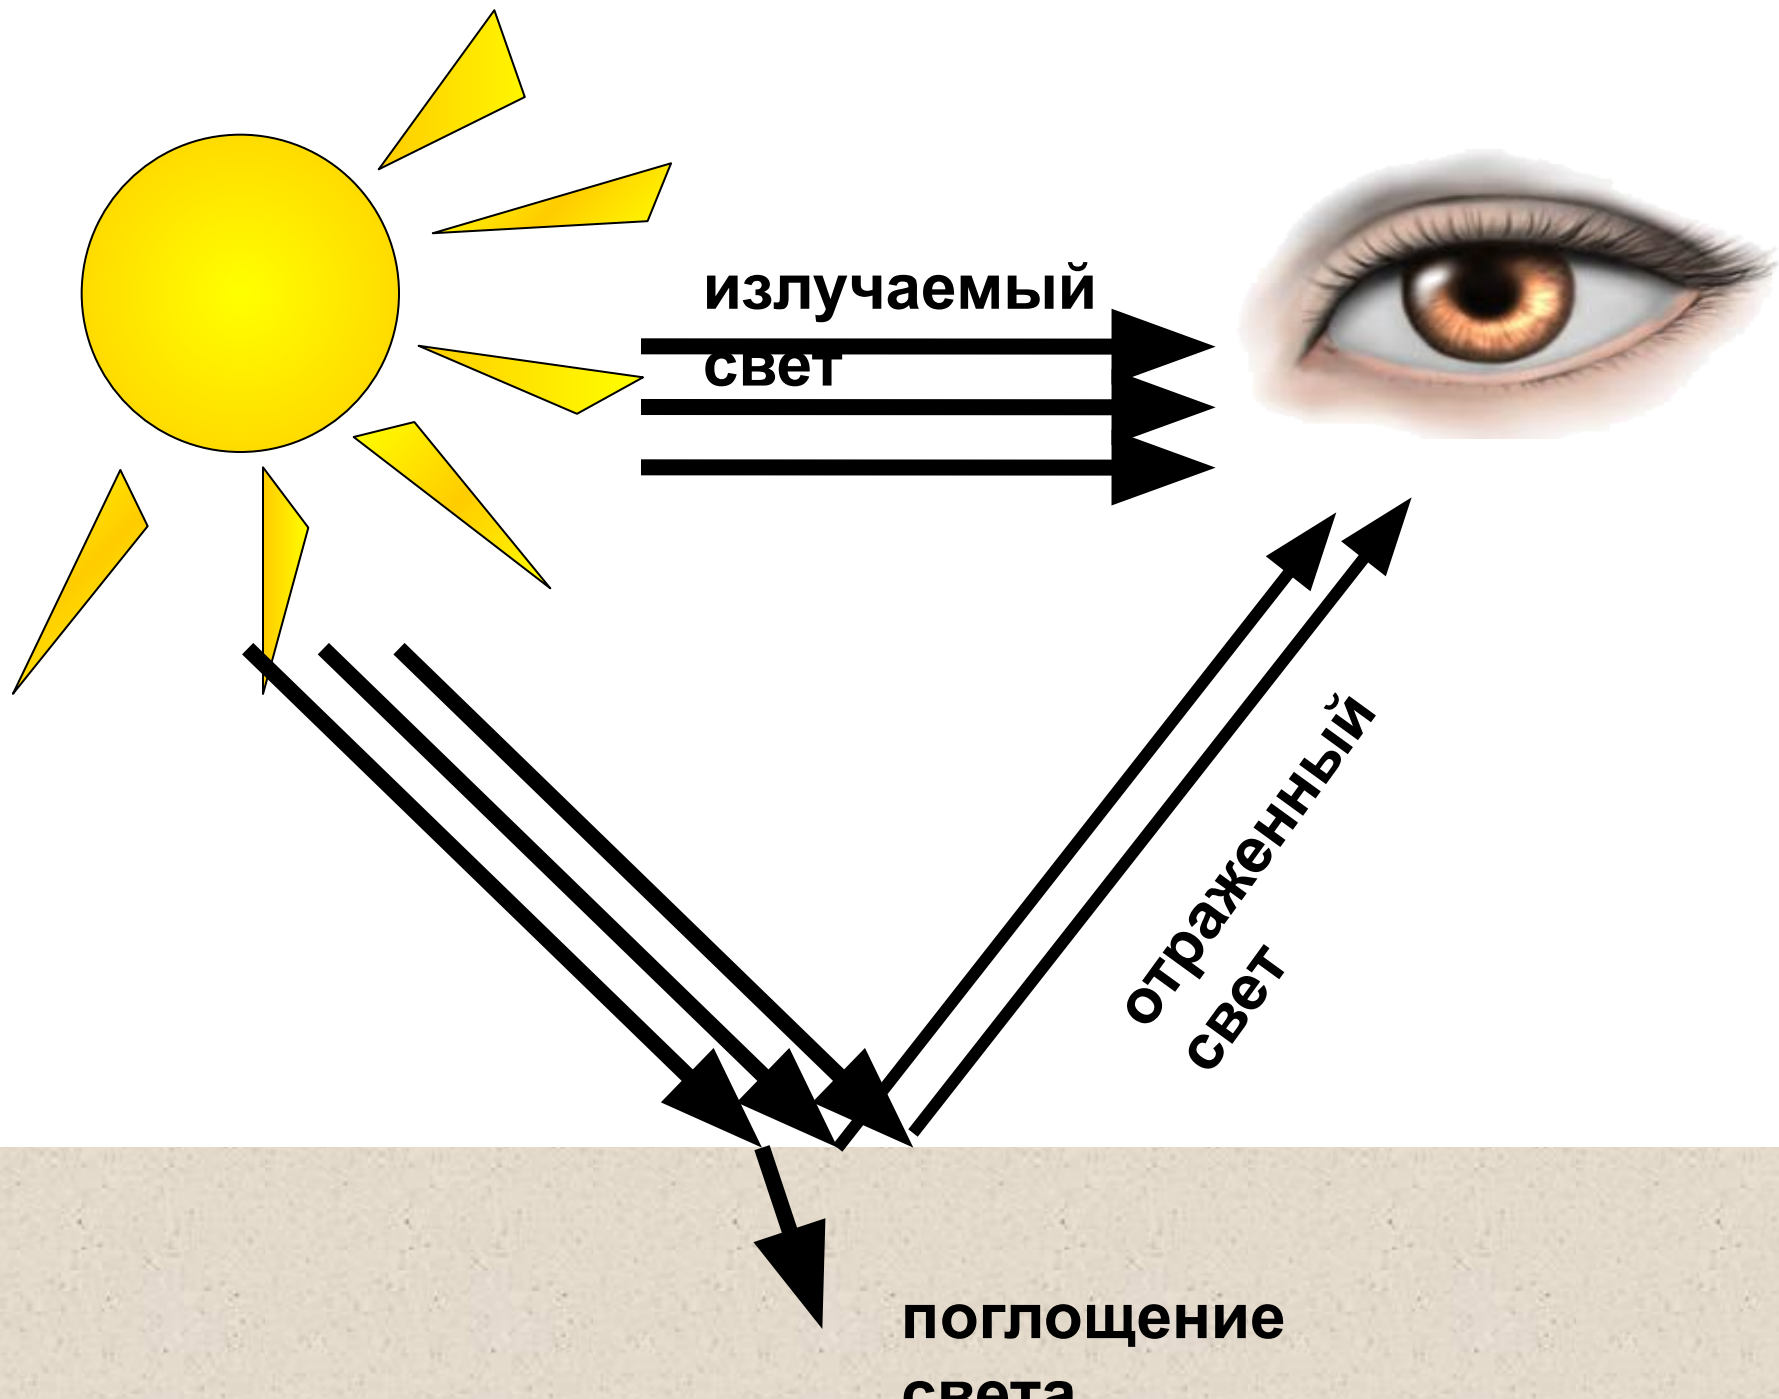 излучаемый
свет
отраженный
свет
поглощение
света